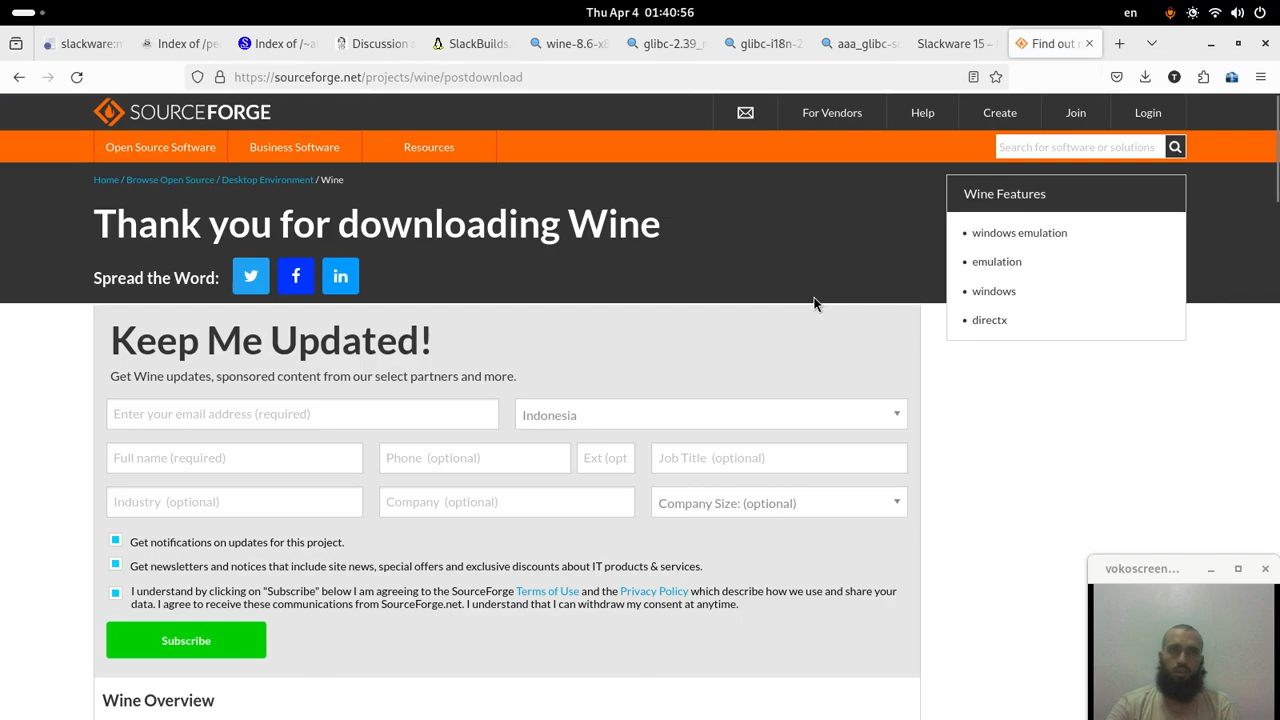 Thu Apr 4 01:40:56
en
slackware:n
Index of /pe
Index of /~a
Discussion
SlackBuilds.
wine-8.6-x8
glibc-2.39_m
glibc-i18n-2
aaa_glibc-so
Slackware 15 –
Find out n
https://sourceforge.net/projects/wine/postdownload
SOURCEFORGE
For Vendors
Help
Create
Join
Login
Open Source Software
Business Software
Resources
Search for software or solutions
Home / Browse Open Source / Desktop Environment / Wine
Thank you for downloading Wine
Spread the Word:
Wine Features
• windows emulation
• emulation
• windows
• directx
Keep Me Updated!
Get Wine updates, sponsored content from our select partners and more.
Enter your email address (required)
Indonesia
Full name (required)
Phone (optional)
Ext (opt
Job Title (optional)
Industry (optional)
Company (optional)
Company Size: (optional)
Get notifications on updates for this project.
Get newsletters and notices that include site news, special offers and exclusive discounts about IT products & services.
I understand by clicking on "Subscribe" below I am agreeing to the SourceForge Terms of Use and the Privacy Policy which describe how we use and share your
data. I agree to receive these communications from SourceForge.net. I understand that I can withdraw my consent at anytime.
Subscribe
Wine Overview
vokoscreen...